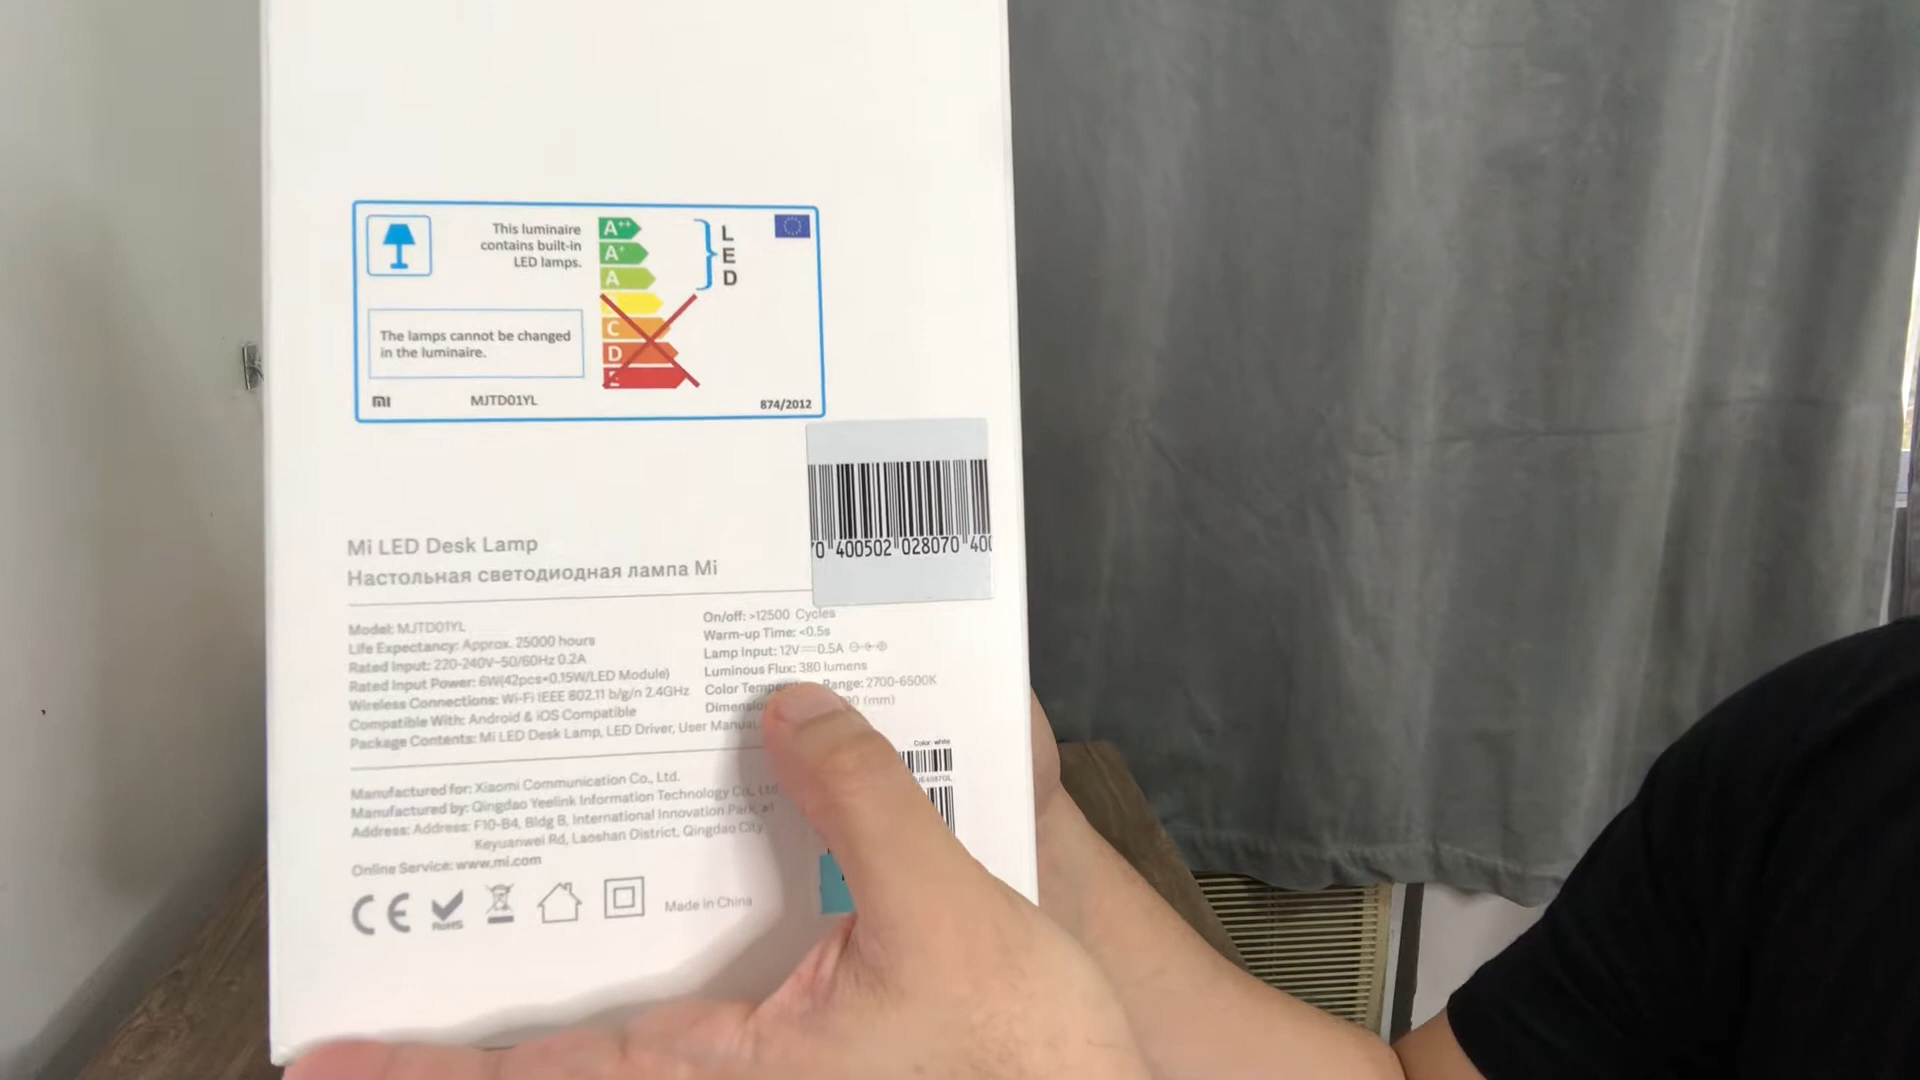 This luminaire
contains built-in
LED lamps.
A++
A+
A
C
D
L
E
D
The lamps cannot be changed
in the luminaire.
MJTD01YL
874/2012
0 400502 028070 400
Mi LED Desk Lamp
Настольная светодиодная лампа Mi
Model: MJTD01YL
Life Expectancy: Approx. 25000 hours
Rated Input: 220-240V~50/60Hz 0.2A
Rated Input Power: 6W(42pcs*0.15W/LED Module)
Wireless Connections: Wi-Fi IEEE 802.11 b/g/n 2.4GHz
Compatible With: Android & iOS Compatible
Package Contents: Mi LED Desk Lamp, LED Driver, User Manual
On/off: >12500 Cycles
Warm-up Time: <0.5s
Lamp Input: 12V⎓0.5A
Luminous Flux: 380 lumens
Color Range: 2700-6500K
(mm)
Color: white
Manufactured for: Xiaomi Communication Co., Ltd.
Manufactured by: Qingdao Yeelink Information Technology Co., Ltd
Address: Address: F10-B4, Bldg B, International Innovation Park, #1
Keyuanwei Rd, Laoshan District, Qingdao City
Online Service: www.mi.com
CE
RoHS
Made in China